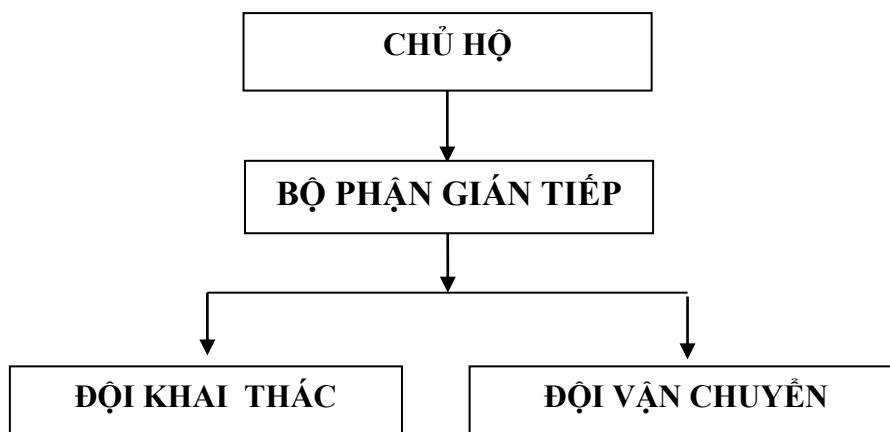 CHỦ HỘ
BỘ PHẬN GIÁN TIẾP
ĐỘI KHAI THÁC
ĐỘI VẬN CHUYỂN